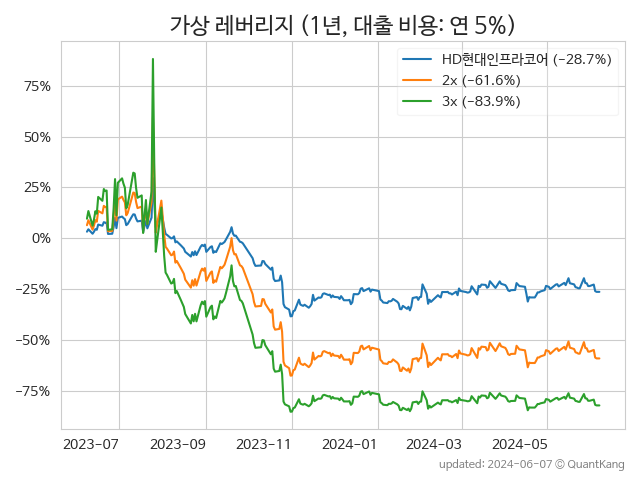 가상 레버리지 (1년, 대출 비용: 연 5%)
HD현대인프라코어 (−28.7%)
2x (−61.6%)
3x (−83.9%)
75%
50%
25%
0%
−25%
−50%
−75%
2023-07 2023-09 2023-11 2024-01 2024-03 2024-05
updated: 2024-06-07 © QuantKang